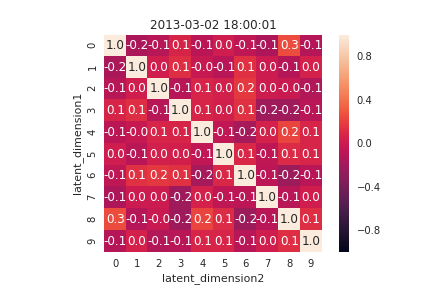 2013-03-02 18:00:01
latent_dimension1
0 1.0 -0.2 -0.1 0.1 -0.1 0.0 -0.1 -0.1 0.3 -0.1
1 -0.2 1.0 0.0 0.1 -0.0 -0.1 0.1 0.0 -0.1 0.0
2 -0.1 0.0 1.0 -0.1 0.1 0.0 0.2 0.0 -0.0 -0.1
3 0.1 0.1 -0.1 1.0 0.1 0.0 0.1 -0.2 -0.2 -0.1
4 -0.1 -0.0 0.1 0.1 1.0 -0.1 -0.2 0.0 0.2 0.1
5 0.0 -0.1 0.0 0.0 -0.1 1.0 0.1 -0.1 0.1 0.1
6 -0.1 0.1 0.2 0.1 -0.2 0.1 1.0 -0.1 -0.2 -0.1
7 -0.1 0.0 0.0 -0.2 0.0 -0.1 -0.1 1.0 -0.1 0.0
8 0.3 -0.1 -0.0 -0.2 0.2 0.1 -0.2 -0.1 1.0 0.1
9 -0.1 0.0 -0.1 -0.1 0.1 0.1 -0.1 0.0 0.1 1.0
0 1 2 3 4 5 6 7 8 9
latent_dimension2
0.8
0.4
0.0
-0.4
-0.8